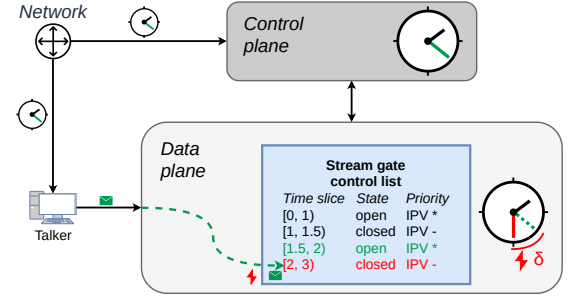 Network
Control
plane
Data
plane
Talker
Stream gate
control list
Time slice State Priority
[0, 1) open IPV *
[1, 1.5) closed IPV -
[1.5, 2) open IPV *
[2, 3) closed IPV -
δ